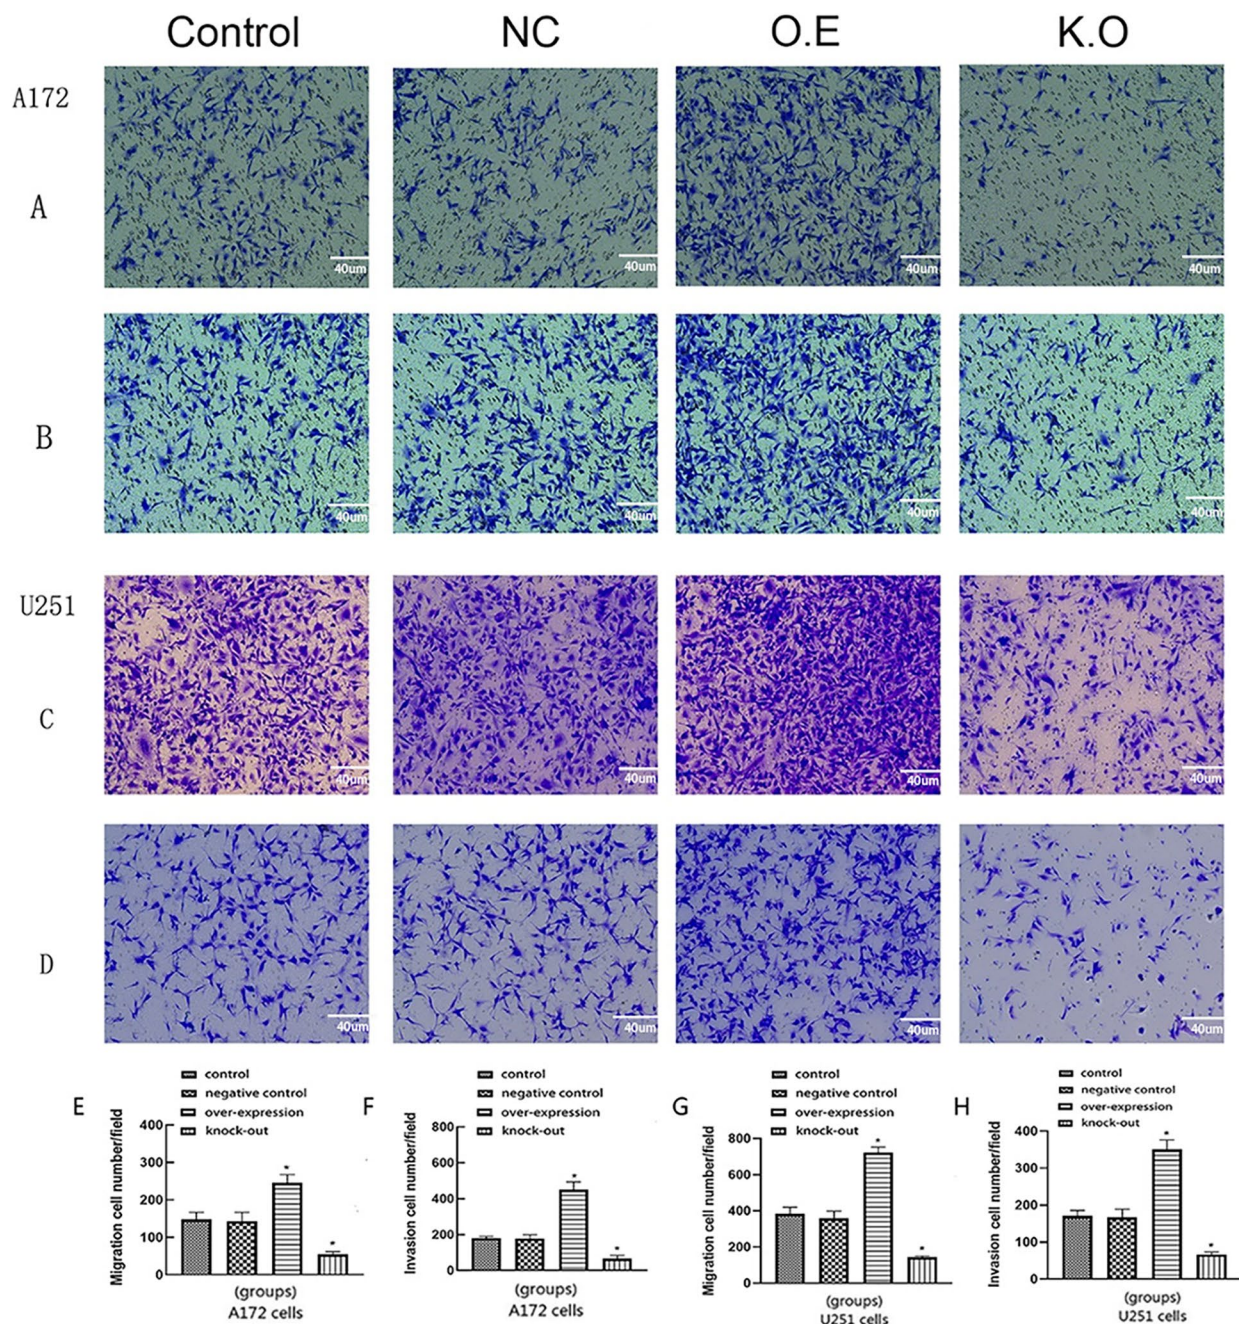 Control NC O.E K.O
A172
A
40um 40um 40um 40um
B
40um 40um 40um 40um
U251
C
40um 40um 40um 40um
D
40um 40um 40um 40um
E
control
negative control
over-expression
knock-out
Migration cell number/field
400
300
200
100
0
* *
(groups)
A172 cells
F
control
negative control
over-expression
knock-out
Invasion cell number/field
800
600
400
200
0
* *
(groups)
A172 cells
G
control
negative control
over-expression
knock-out
Migration cell number/field
800
600
400
200
0
* *
(groups)
U251 cells
H
control
negative control
over-expression
knock-out
Invasion cell number/field
400
300
200
100
0
* *
(groups)
U251 cells